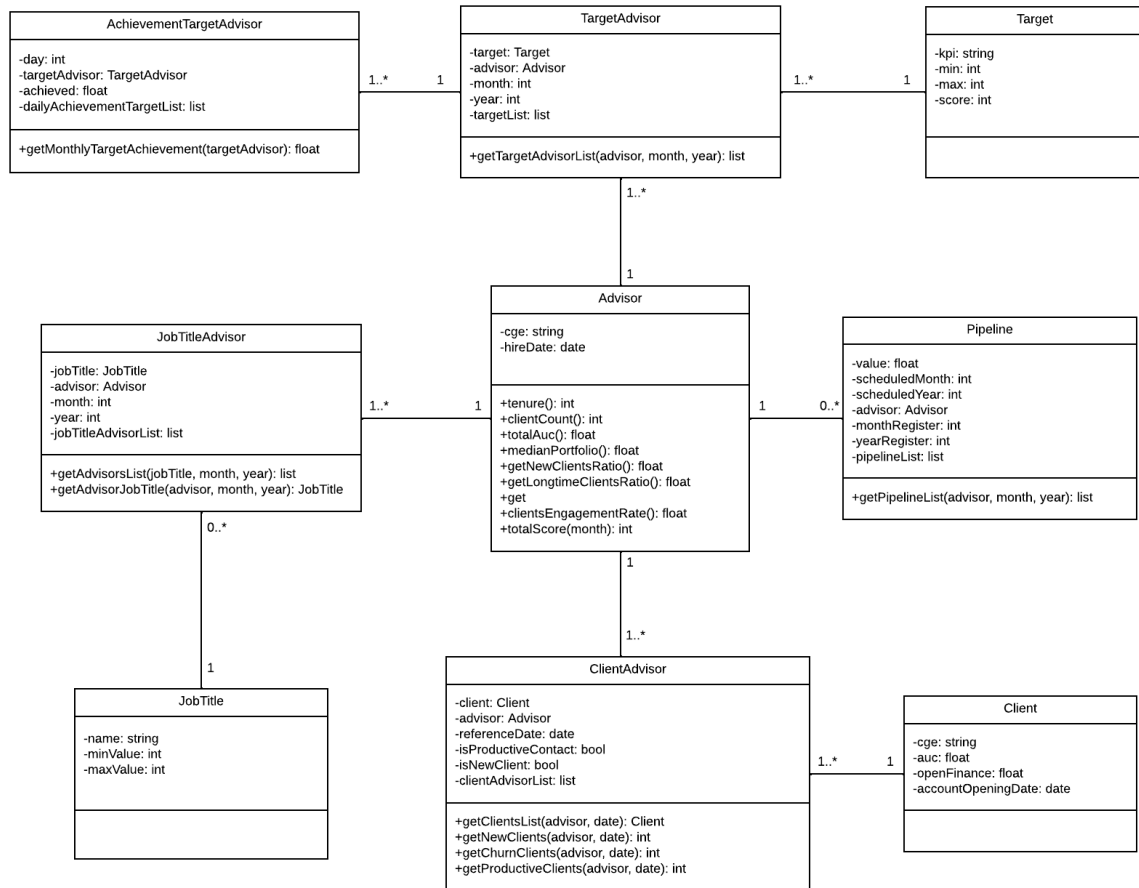 AchievementTargetAdvisor
-day: int
-targetAdvisor: TargetAdvisor
-achieved: float
-dailyAchievementTargetList: list
+getMonthlyTargetAchievement(targetAdvisor): float
1..*
1
TargetAdvisor
-target: Target
-advisor: Advisor
-month: int
-year: int
-targetList: list
+getTargetAdvisorList(advisor, month, year): list
1..*
1
Target
-kpi: string
-min: int
-max: int
-score: int
1..*
1
JobTitleAdvisor
-jobTitle: JobTitle
-advisor: Advisor
-month: int
-year: int
-jobTitleAdvisorList: list
+getAdvisorsList(jobTitle, month, year): list
+getAdvisorJobTitle(advisor, month, year): JobTitle
1..*
1
Advisor
-cge: string
-hireDate: date
+tenure(): int
+clientCount(): int
+totalAuc(): float
+medianPortfolio(): float
+getNewClientsRatio(): float
+getLongtimeClientsRatio(): float
+get
+clientsEngagementRate(): float
+totalScore(month): int
1
0..*
Pipeline
-value: float
-scheduledMonth: int
-scheduledYear: int
-advisor: Advisor
-monthRegister: int
-yearRegister: int
-pipelineList: list
+getPipelineList(advisor, month, year): list
0..*
1
JobTitle
-name: string
-minValue: int
-maxValue: int
1
1..*
ClientAdvisor
-client: Client
-advisor: Advisor
-referenceDate: date
-isProductiveContact: bool
-isNewClient: bool
-clientAdvisorList: list
+getClientsList(advisor, date): Client
+getNewClients(advisor, date): int
+getChurnClients(advisor, date): int
+getProductiveClients(advisor, date): int
1..*
1
Client
-cge: string
-auc: float
-openFinance: float
-accountOpeningDate: date